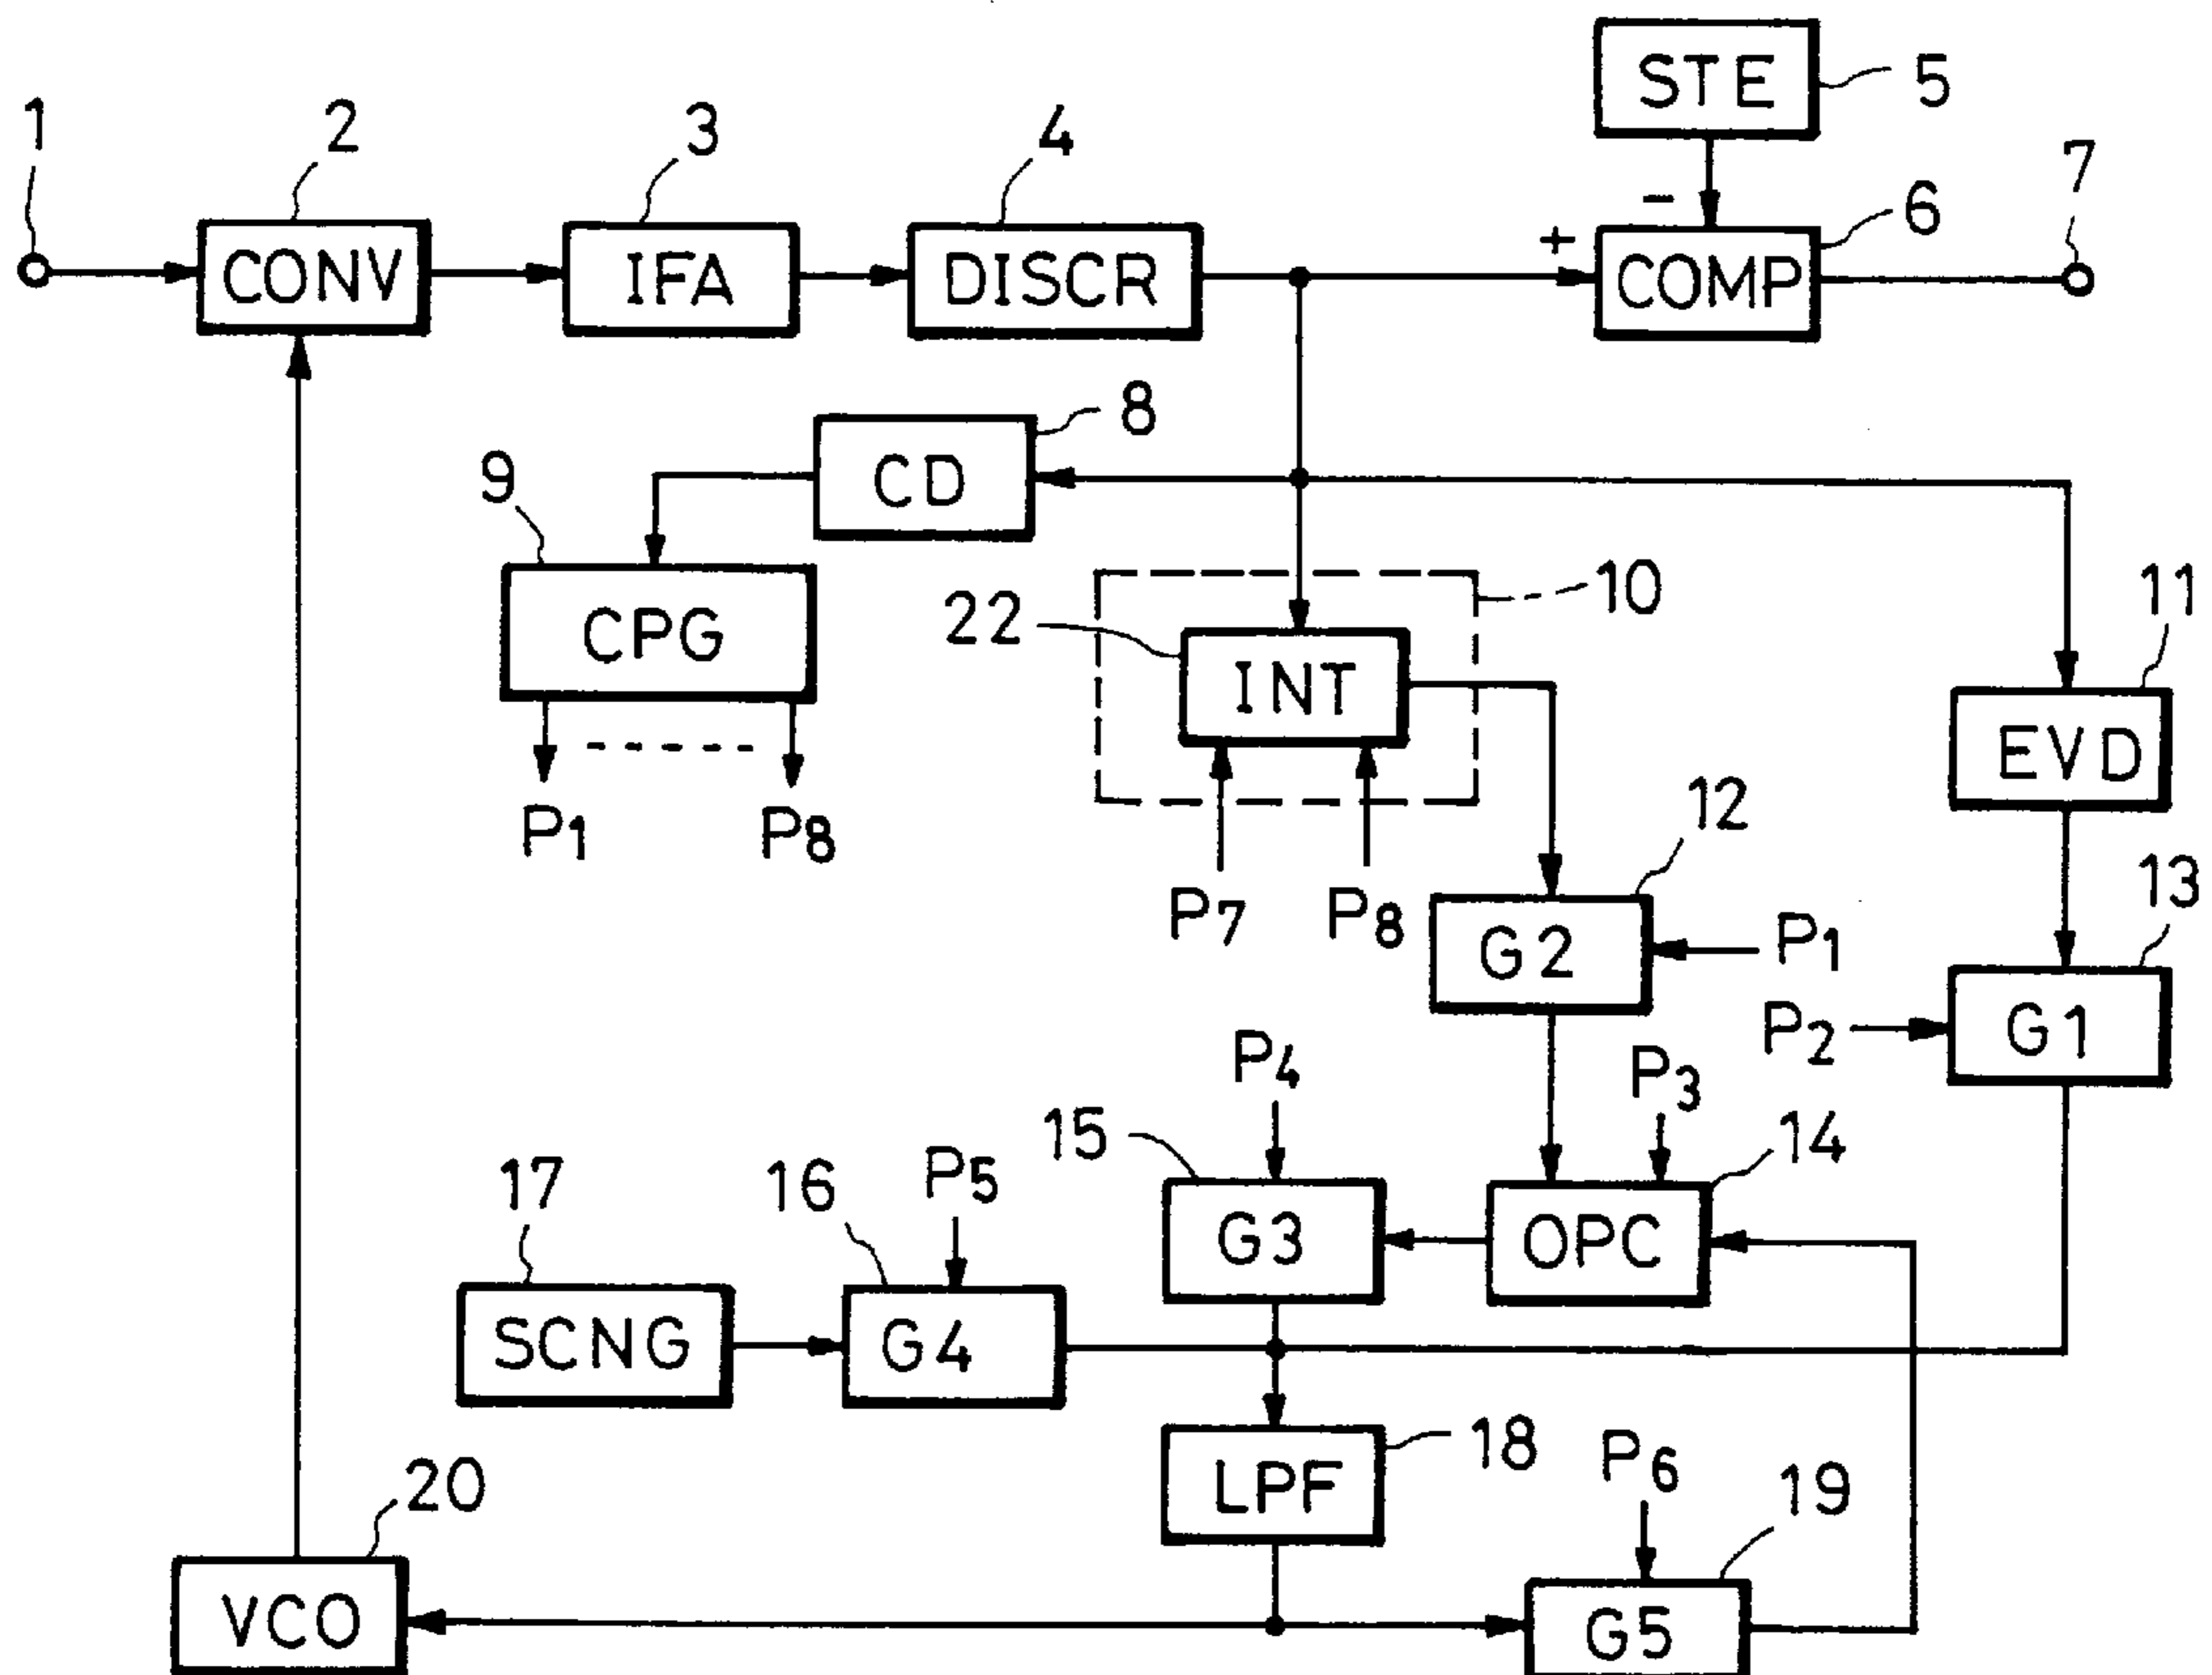 STE
5
1
2
3
4
-
6
7
+
CONV
IFA
DISCR
COMP
8
9
CD
10
11
22
CPG
INT
EVD
P1
P8
12
13
P7
P8
G2
P1
P2
G1
P4
P3
15
14
17
16
P5
G3
OPC
SCNG
G4
18
P6
19
20
LPF
VCO
G5